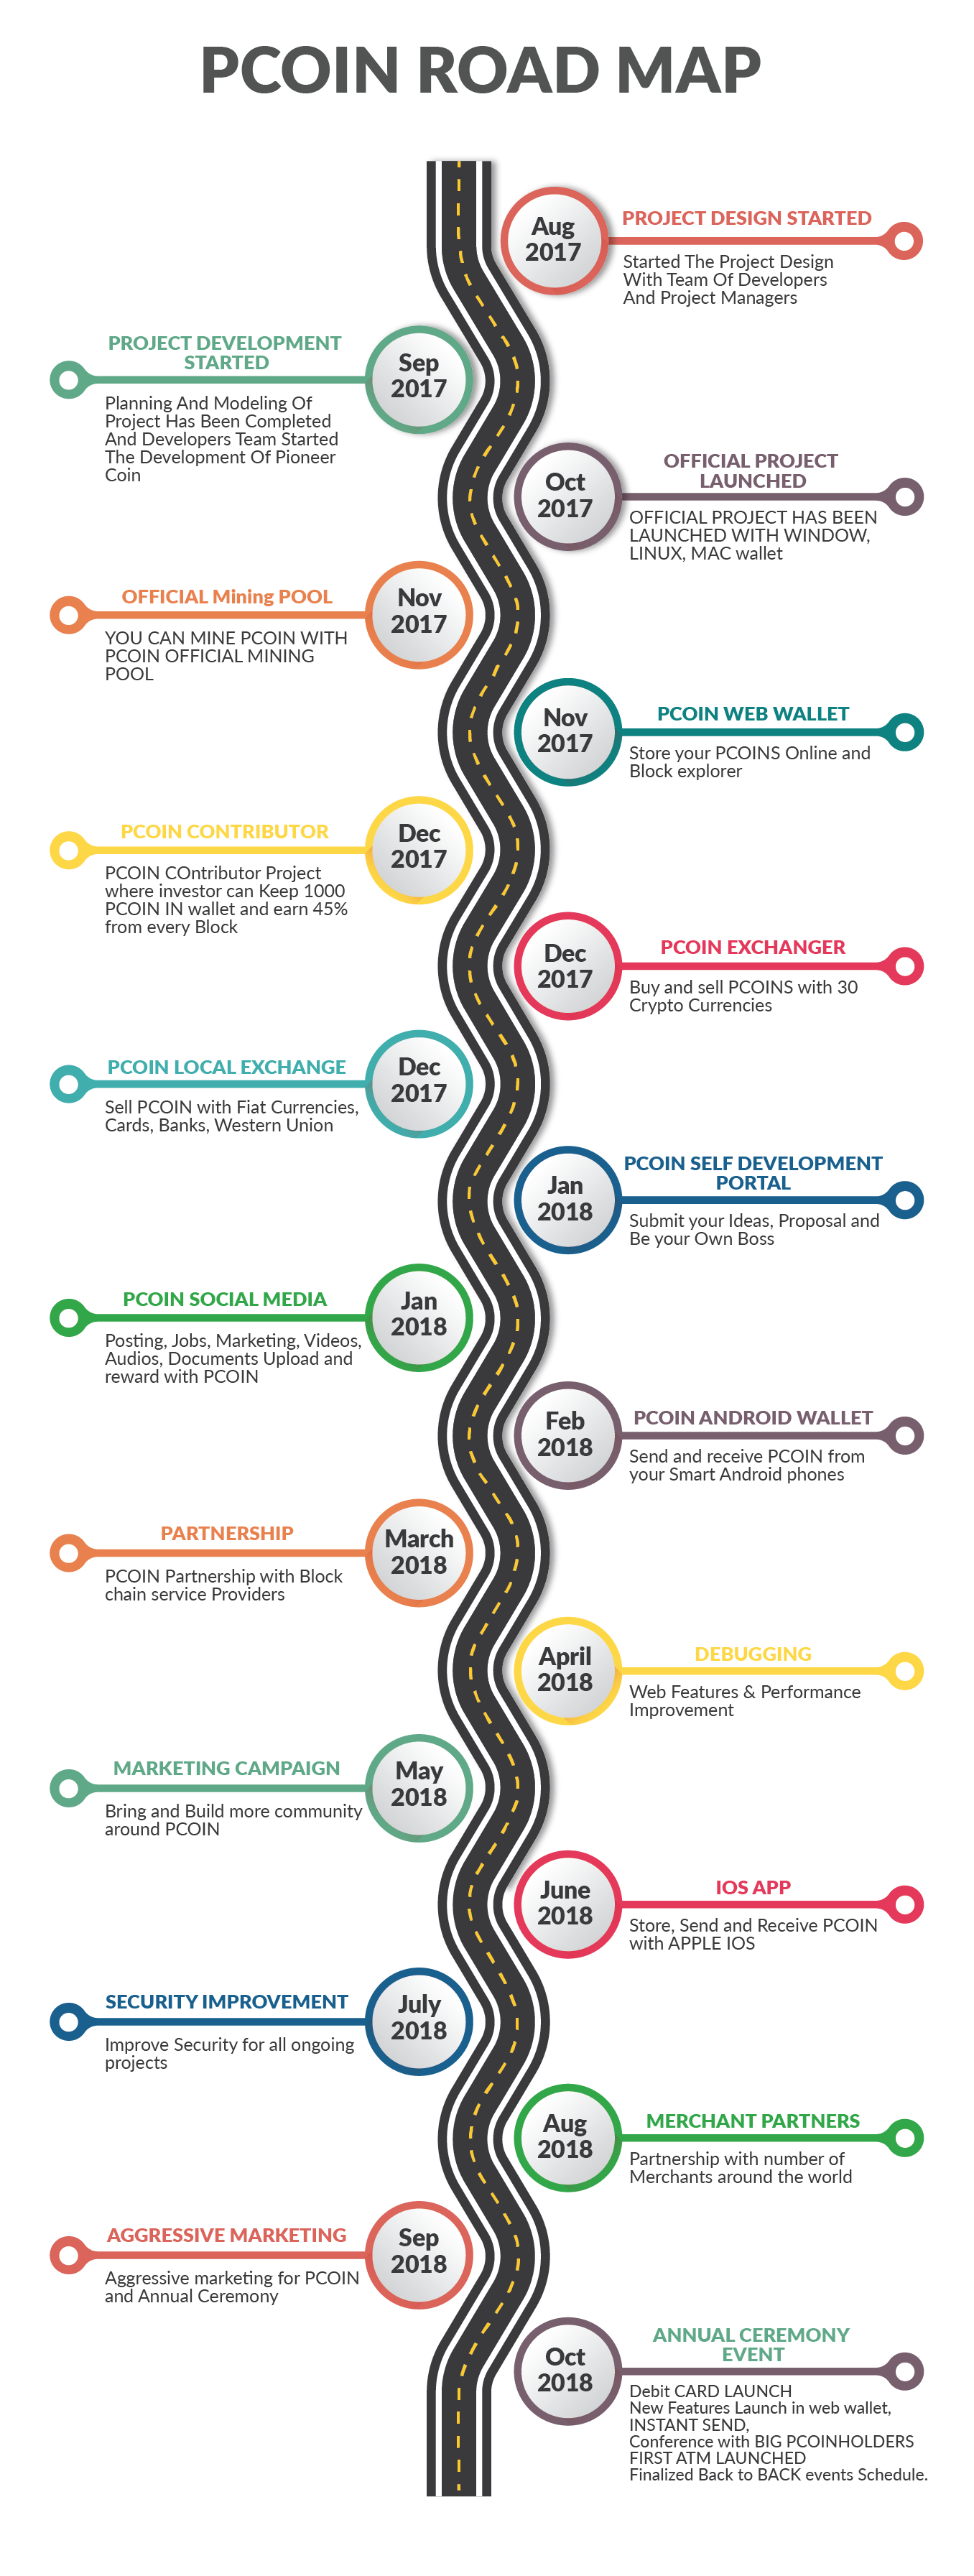 PCOIN ROAD MAP
Aug
2017
PROJECT DESIGN STARTED
Started The Project Design
With Team Of Developers
And Project Managers
PROJECT DEVELOPMENT
STARTED
Sep
2017
Planning And Modeling Of
Project Has Been Completed
And Developers Team Started
The Development Of Pioneer
Coin
Oct
2017
OFFICIAL PROJECT
LAUNCHED
OFFICIAL PROJECT HAS BEEN
LAUNCHED WITH WINDOW,
LINUX, MAC wallet
OFFICIAL Mining POOL
Nov
2017
YOU CAN MINE PCOIN WITH
PCOIN OFFICIAL MINING
POOL
Nov
2017
PCOIN WEB WALLET
Store your PCOINS Online and
Block explorer
PCOIN CONTRIBUTOR
Dec
2017
PCOIN COntributor Project
where investor can Keep 1000
PCOIN IN wallet and earn 45%
from every Block
Dec
2017
PCOIN EXCHANGER
Buy and sell PCOINS with 30
Crypto Currencies
PCOIN LOCAL EXCHANGE
Dec
2017
Sell PCOIN with Fiat Currencies,
Cards, Banks, Western Union
Jan
2018
PCOIN SELF DEVELOPMENT
PORTAL
Submit your Ideas, Proposal and
Be your Own Boss
PCOIN SOCIAL MEDIA
Jan
2018
Posting, Jobs, Marketing, Videos,
Audios, Documents Upload and
reward with PCOIN
Feb
2018
PCOIN ANDROID WALLET
Send and receive PCOIN from
your Smart Android phones
PARTNERSHIP
March
2018
PCOIN Partnership with Block
chain service Providers
April
2018
DEBUGGING
Web Features & Performance
Improvement
MARKETING CAMPAIGN
May
2018
Bring and Build more community
around PCOIN
June
2018
IOS APP
Store, Send and Receive PCOIN
with APPLE IOS
SECURITY IMPROVEMENT
July
2018
Improve Security for all ongoing
projects
Aug
2018
MERCHANT PARTNERS
Partnership with number of
Merchants around the world
AGGRESSIVE MARKETING
Sep
2018
Aggressive marketing for PCOIN
and Annual Ceremony
Oct
2018
ANNUAL CEREMONY
EVENT
Debit CARD LAUNCH
New Features Launch in web wallet,
INSTANT SEND,
Conference with BIG PCOINHOLDERS
FIRST ATM LAUNCHED
Finalized Back to BACK events Schedule.